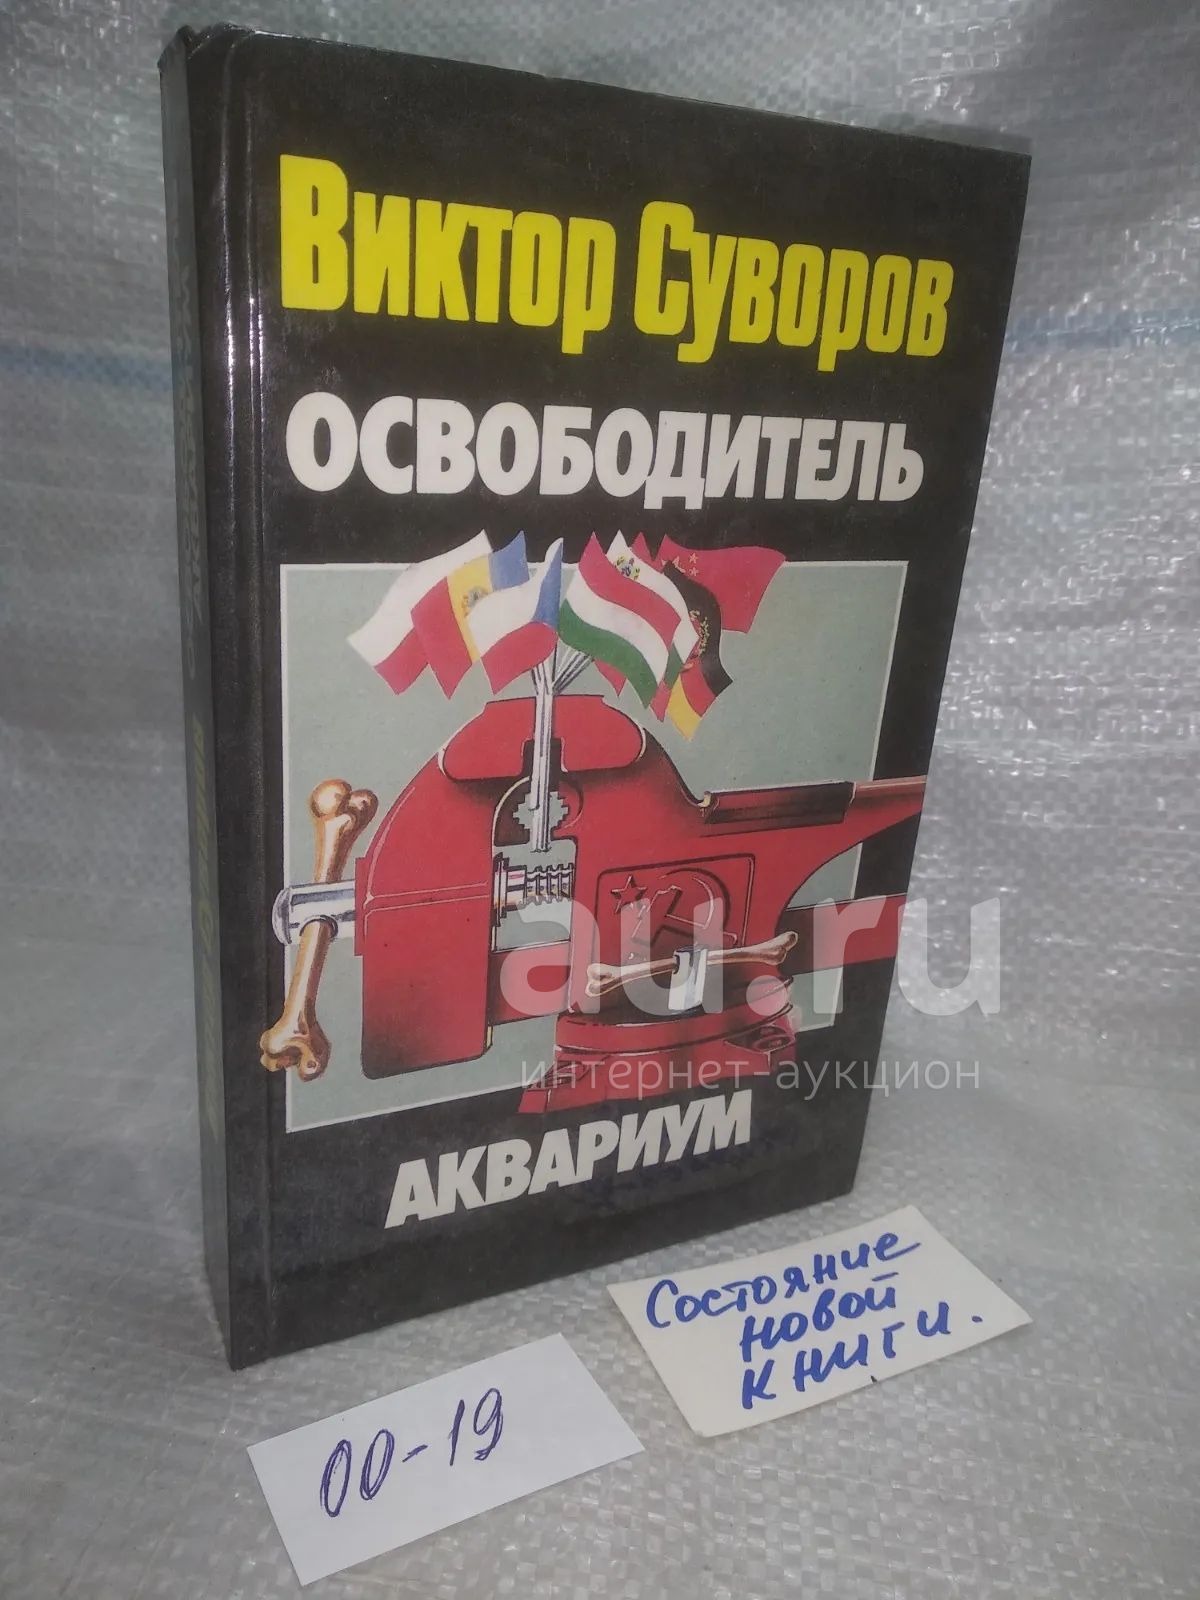 Виктор Суворов
ОСВОБОДИТЕЛЬ
au.ru
интернет-аукцион
АКВАРИУМ
Состояние
новой
книги.
00-19